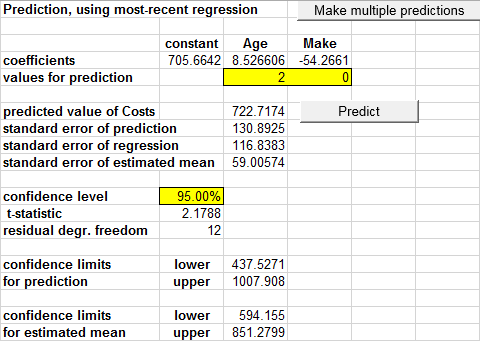 Prediction, using most-recent regression Make multiple predictions
constant Age Make
coefficients 705.6642 8.526606 -54.2661
values for prediction 2 0
predicted value of Costs 722.7174 Predict
standard error of prediction 130.8925
standard error of regression 116.8383
standard error of estimated mean 59.00574
confidence level 95.00%
t-statistic 2.1788
residual degr. freedom 12
confidence limits lower 437.5271
for prediction upper 1007.908
confidence limits lower 594.155
for estimated mean upper 851.2799